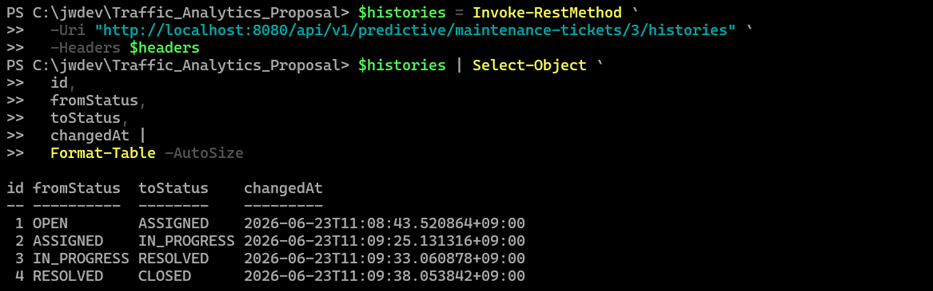 PS C:\jwdev\Traffic_Analytics_Proposal> $histories = Invoke-RestMethod `
>>   -Uri "http://localhost:8080/api/v1/predictive/maintenance-tickets/3/histories" `
>>   -Headers $headers
PS C:\jwdev\Traffic_Analytics_Proposal> $histories | Select-Object `
>>   id,
>>   fromStatus,
>>   toStatus,
>>   changedAt |
>>   Format-Table -AutoSize
id fromStatus  toStatus    changedAt
-- ----------  --------    ---------
 1 OPEN        ASSIGNED    2026-06-23T11:08:43.520864+09:00
 2 ASSIGNED    IN_PROGRESS 2026-06-23T11:09:25.131316+09:00
 3 IN_PROGRESS RESOLVED    2026-06-23T11:09:33.060878+09:00
 4 RESOLVED    CLOSED      2026-06-23T11:09:38.053842+09:00